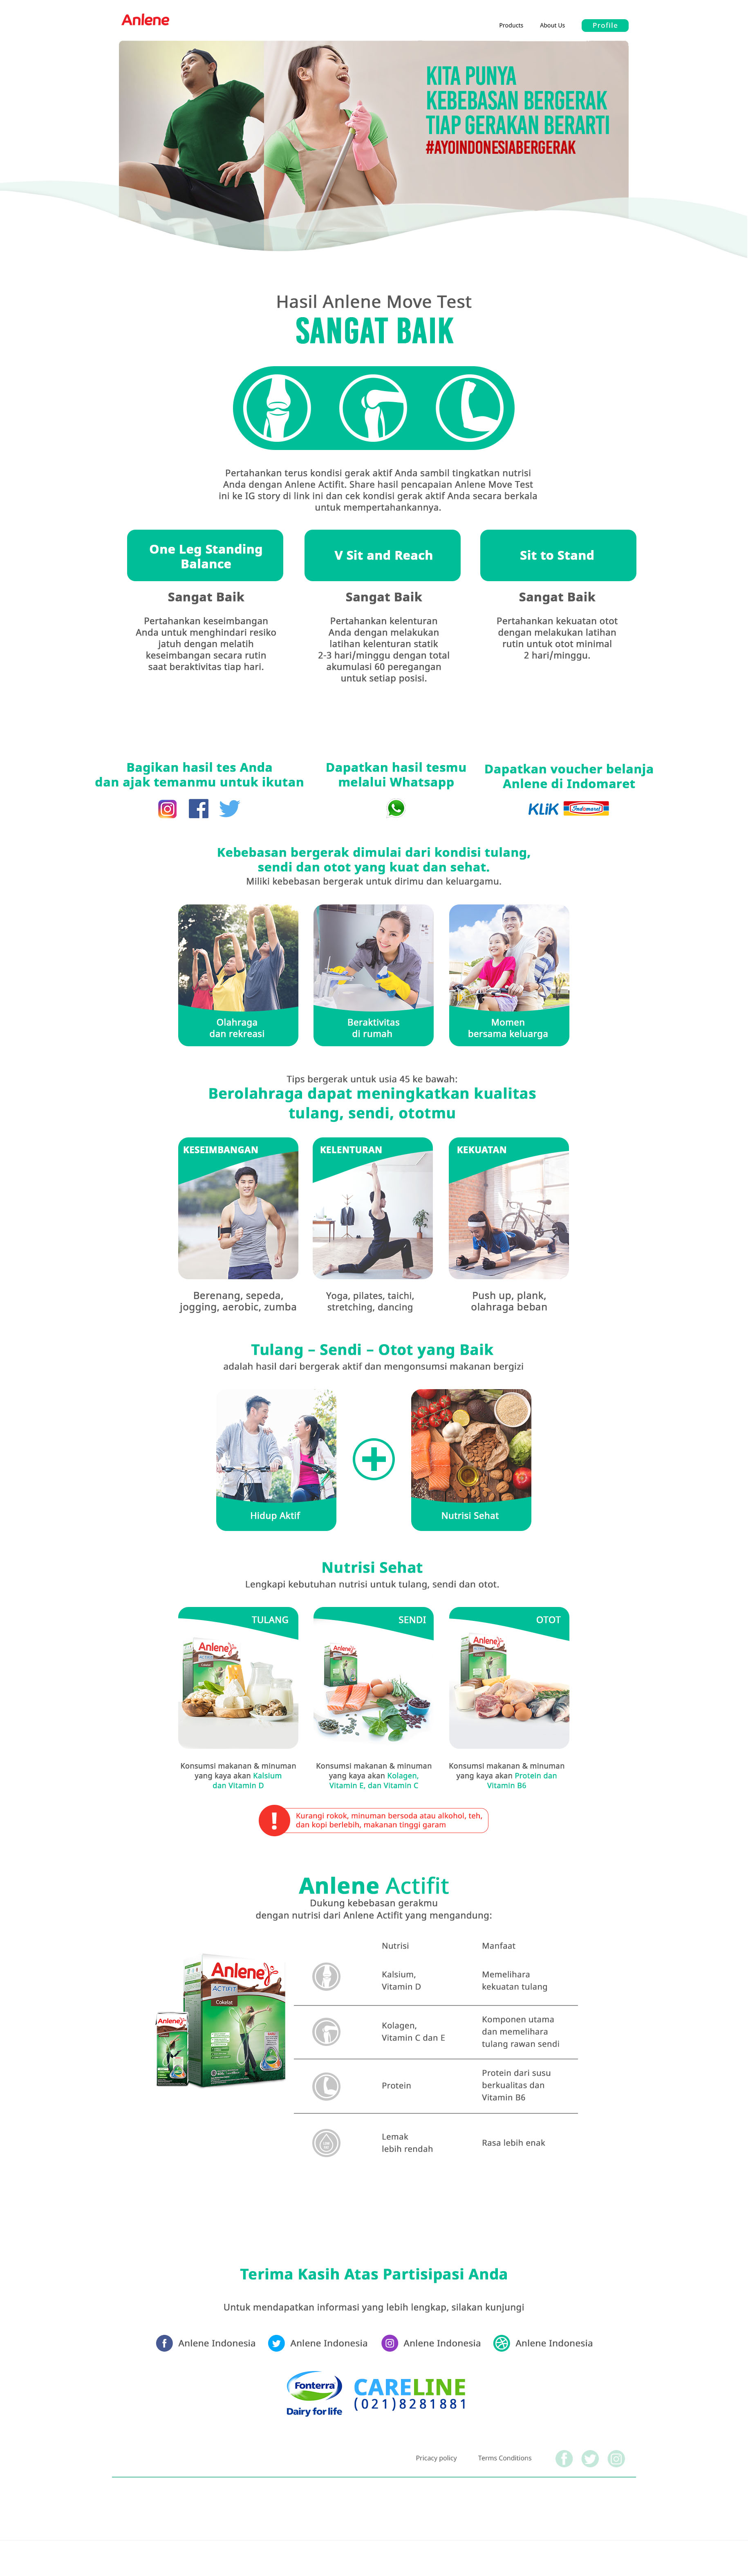 Anlene
Products About Us Profile
KITA PUNYA
KEBEBASAN BERGERAK
TIAP GERAKAN BERARTI
#AYOINDONESIABERGERAK
Hasil Anlene Move Test
SANGAT BAIK
Pertahankan terus kondisi gerak aktif Anda sambil tingkatkan nutrisi
Anda dengan Anlene Actifit. Share hasil pencapaian Anlene Move Test
ini ke IG story di link ini dan cek kondisi gerak aktif Anda secara berkala
untuk mempertahankannya.
One Leg Standing
Balance
Sangat Baik
Pertahankan keseimbangan
Anda untuk menghindari resiko
jatuh dengan melatih
keseimbangan secara rutin
saat beraktivitas tiap hari.
V Sit and Reach
Sangat Baik
Pertahankan kelenturan
Anda dengan melakukan
latihan kelenturan statik
2-3 hari/minggu dengan total
akumulasi 60 peregangan
untuk setiap posisi.
Sit to Stand
Sangat Baik
Pertahankan kekuatan otot
dengan melakukan latihan
rutin untuk otot minimal
2 hari/minggu.
Bagikan hasil tes Anda
dan ajak temanmu untuk ikutan
Dapatkan hasil tesmu
melalui Whatsapp
Dapatkan voucher belanja
Anlene di Indomaret
KLiK Indomaret
Kebebasan bergerak dimulai dari kondisi tulang,
sendi dan otot yang kuat dan sehat.
Miliki kebebasan bergerak untuk dirimu dan keluargamu.
Olahraga
dan rekreasi
Beraktivitas
di rumah
Momen
bersama keluarga
Tips bergerak untuk usia 45 ke bawah:
Berolahraga dapat meningkatkan kualitas
tulang, sendi, ototmu
KESEIMBANGAN
KELENTURAN
KEKUATAN
Berenang, sepeda,
jogging, aerobic, zumba
Yoga, pilates, taichi,
stretching, dancing
Push up, plank,
olahraga beban
Tulang – Sendi – Otot yang Baik
adalah hasil dari bergerak aktif dan mengonsumsi makanan bergizi
Hidup Aktif
Nutrisi Sehat
Nutrisi Sehat
Lengkapi kebutuhan nutrisi untuk tulang, sendi dan otot.
TULANG
Anlene
SENDI
Anlene
OTOT
Anlene
Konsumsi makanan & minuman
yang kaya akan Kalsium
dan Vitamin D
Konsumsi makanan & minuman
yang kaya akan Kolagen,
Vitamin E, dan Vitamin C
Konsumsi makanan & minuman
yang kaya akan Protein dan
Vitamin B6
! Kurangi rokok, minuman bersoda atau alkohol, teh,
dan kopi berlebih, makanan tinggi garam
Anlene Actifit
Dukung kebebasan gerakmu
dengan nutrisi dari Anlene Actifit yang mengandung:
Anlene
ACTIFIT
Cokelat
Anlene
Nutrisi Manfaat
Kalsium,
Vitamin D
Memelihara
kekuatan tulang
Kolagen,
Vitamin C dan E
Komponen utama
dan memelihara
tulang rawan sendi
Protein
Protein dari susu
berkualitas dan
Vitamin B6
Lemak
lebih rendah
Rasa lebih enak
Terima Kasih Atas Partisipasi Anda
Untuk mendapatkan informasi yang lebih lengkap, silakan kunjungi
Anlene Indonesia Anlene Indonesia Anlene Indonesia Anlene Indonesia
Fonterra
Dairy for life
CARELINE
(021)8281881
Pricacy policy Terms Conditions